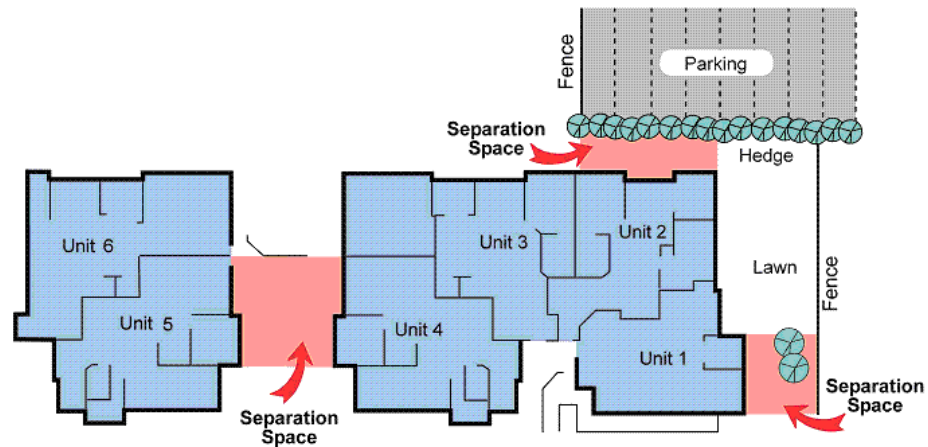 Fence
Parking
Separation
Space
Hedge
Unit 6
Unit 3
Unit 2
Lawn
Fence
Unit 5
Unit 4
Unit 1
Separation
Space
Separation
Space